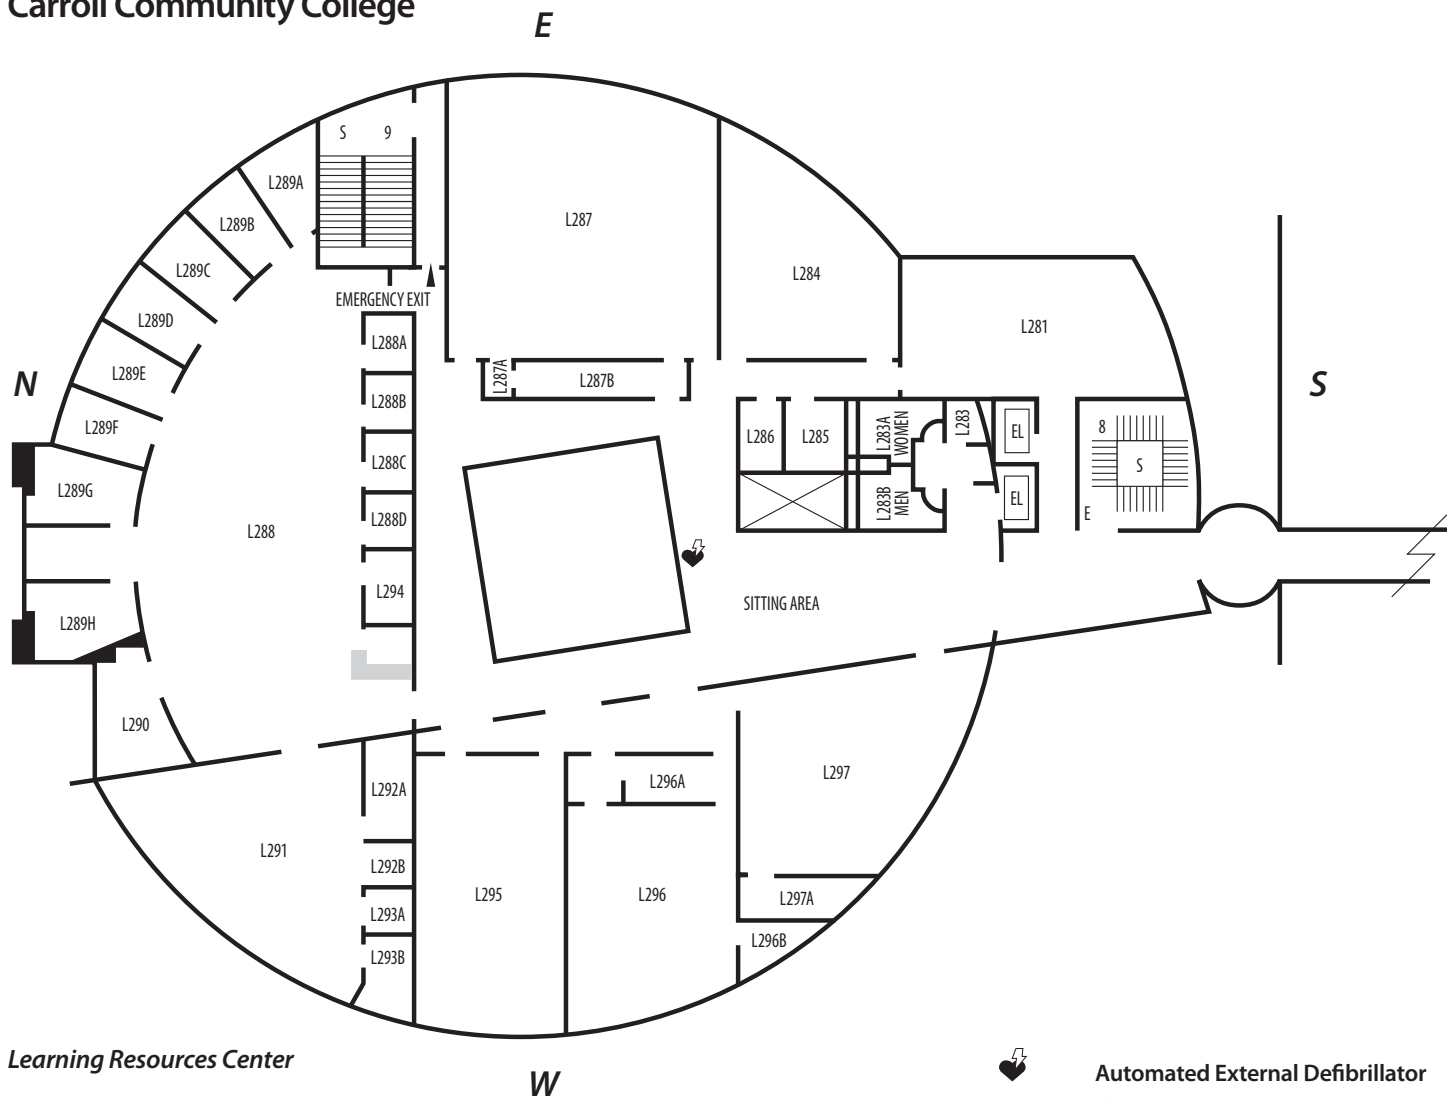 Carroll Community College
E
S 9
L289A
L289B
L287
L289C
L284
EMERGENCY EXIT
L289D
L281
L288A
L289E
L287A
L287B
N
S
L288B
L289F
L286
L285
L283A
WOMEN
L283
EL
8
L288C
S
L289G
L283B
MEN
EL
E
L288D
L288
L294
SITTING AREA
L289H
L290
L297
L296A
L292A
L291
L292B
L295
L296
L297A
L293A
L296B
L293B
Learning Resources Center
W
Automated External Defibrillator